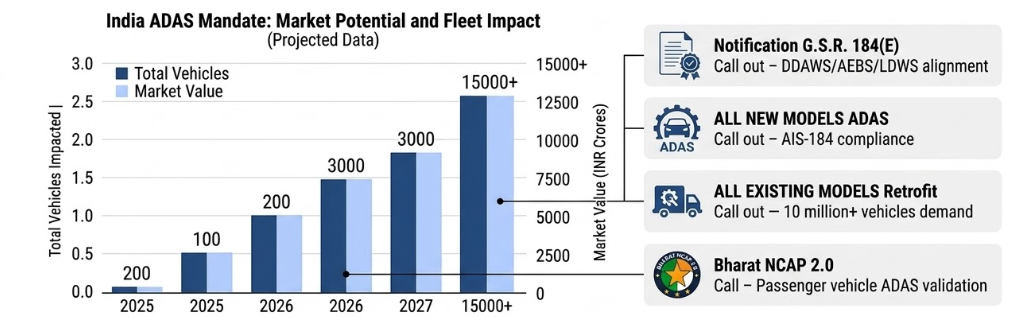 India ADAS Mandate: Market Potential and Fleet Impact
(Projected Data)
Total Vehicles
Market Value
Total Vehicles Impacted |
3.0
2.5
2.0
1.5
1.0
0.5
0.0
200
100
200
3000
3000
15000+
2025
2025
2026
2026
2027
15000+
15000+
12500
10000
7500
5000
2500
0
Market Value (INR Crores)
Notification G.S.R. 184(E)
Call out – DDAWS/AEBS/LDWS alignment
ADAS
ALL NEW MODELS ADAS
Call out – AIS-184 compliance
ALL EXISTING MODELS Retrofit
Call out — 10 million+ vehicles demand
Bharat NCAP 2.0
Call – Passenger vehicle ADAS validation